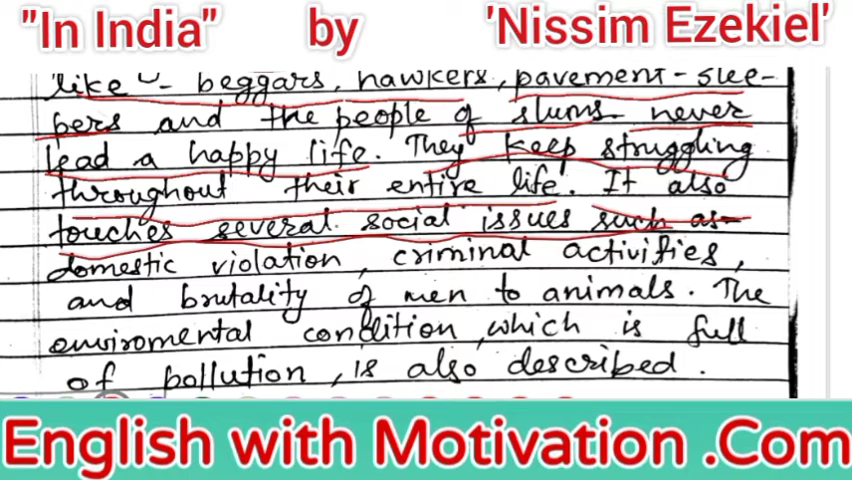 "In India" by 'Nissim Ezekiel'
like - beggars, hawkers, pavement-slee-
pers and the people of slums never
lead a happy life. They keep struggling
throughout their entire life. It also
touches several social issues such as-
domestic violation, criminal activities,
and brutality of men to animals. The
enviromental condition, which is full
of pollution, is also described.
English with Motivation .Com